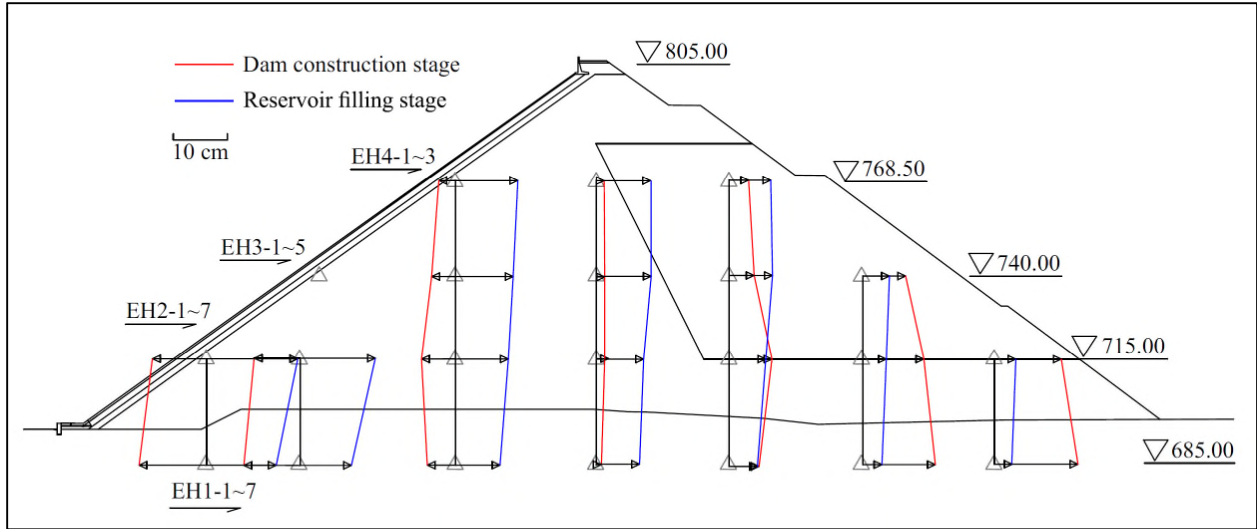 805.00
Dam construction stage
Reservoir filling stage
10 cm
EH4-1~3
768.50
EH3-1~5
740.00
EH2-1~7
715.00
685.00
EH1-1~7